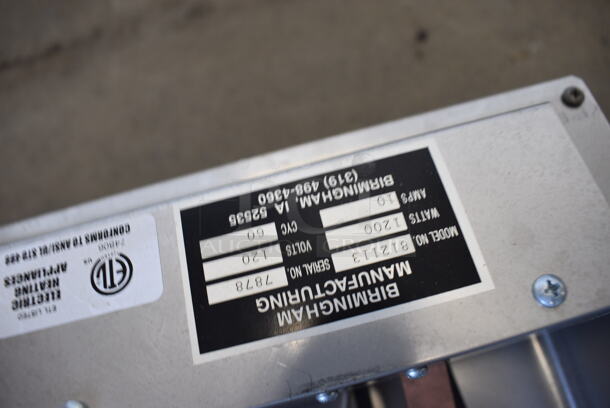 BIRMINGHAM
MANUFACTURING
MODEL NO. 812113 SERIAL NO. 7878
WATTS 1200 VOLTS 120
AMPS 10 CYC 60
BIRMINGHAM, IA 52535
(319) 498-4360
ETL LISTED
ELECTRIC
HEATING
APPLIANCES
CONFORMS TO ANSI/UL STD 499